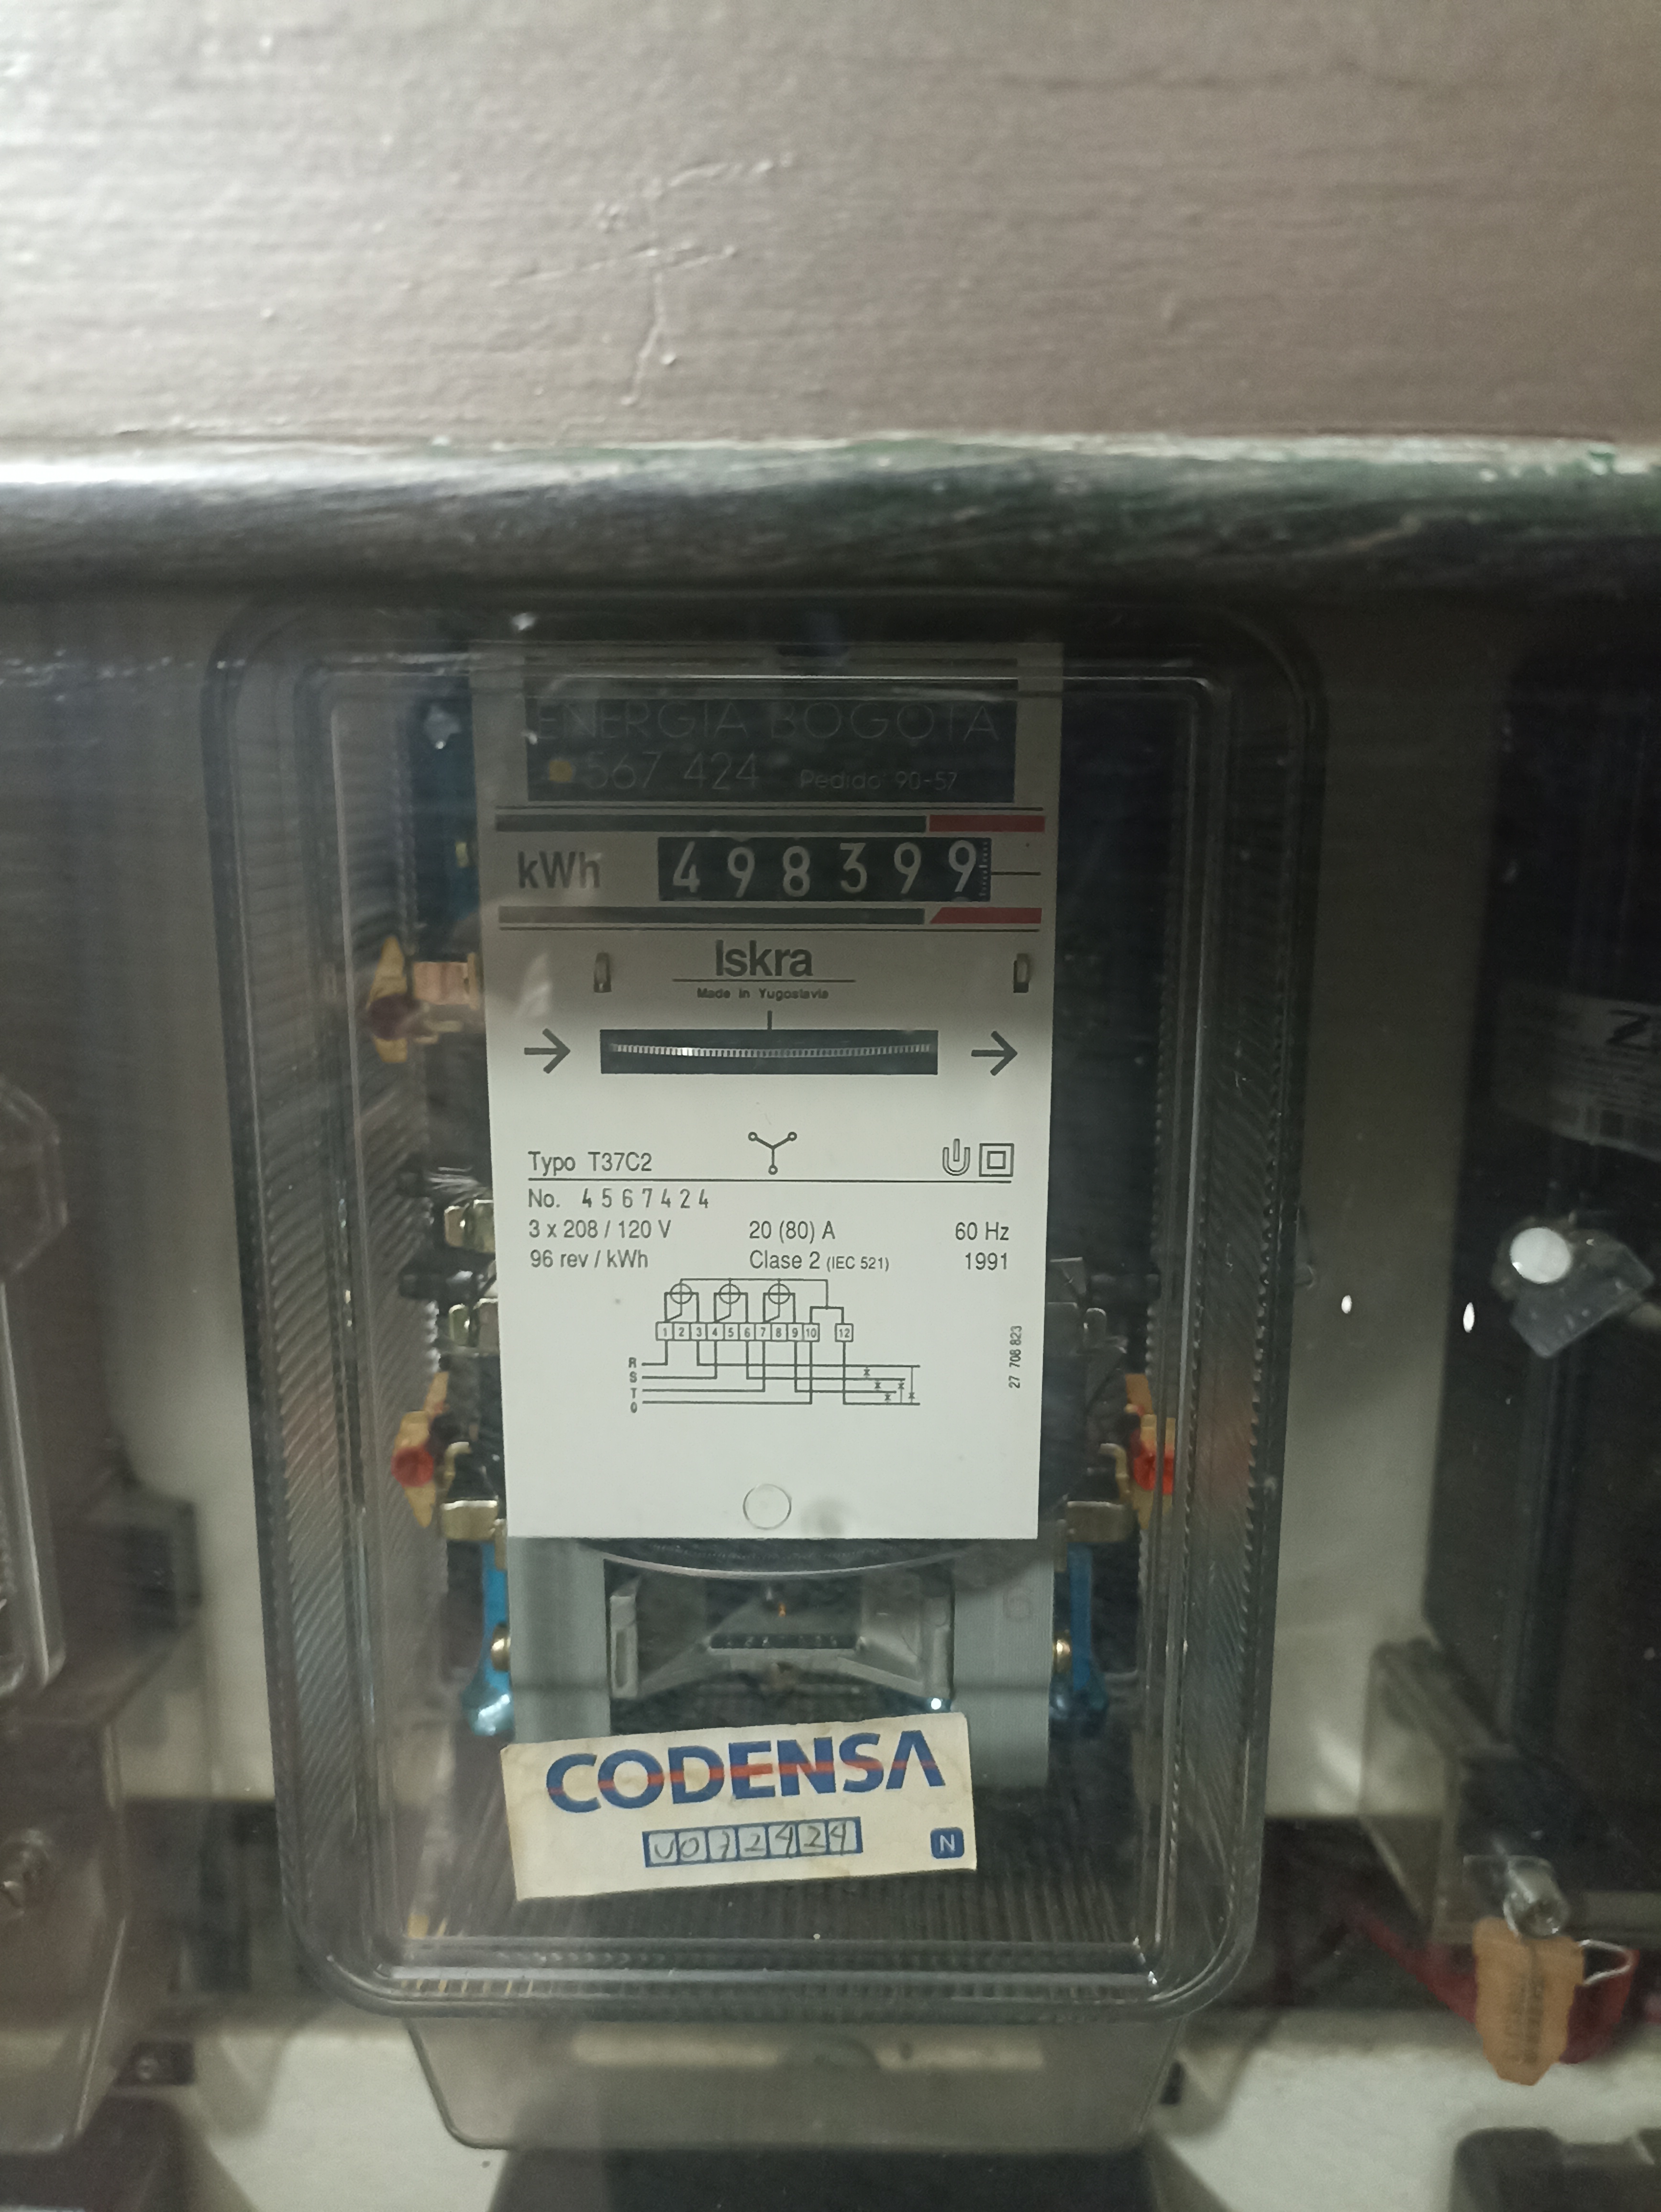 ENERGIA BOGOTA
567 424 Pedido 90-57
kWh 498399
Iskra
Made in Yugoslavia
Typo T37C2
No. 4567424
3 x 208 / 120 V 20 (80) A 60 Hz
96 rev / kWh Clase 2 (IEC 521) 1991
1 2 3 4 5 6 7 8 9 10 12
R
S
T
0
27 708 823
CODENSA
N